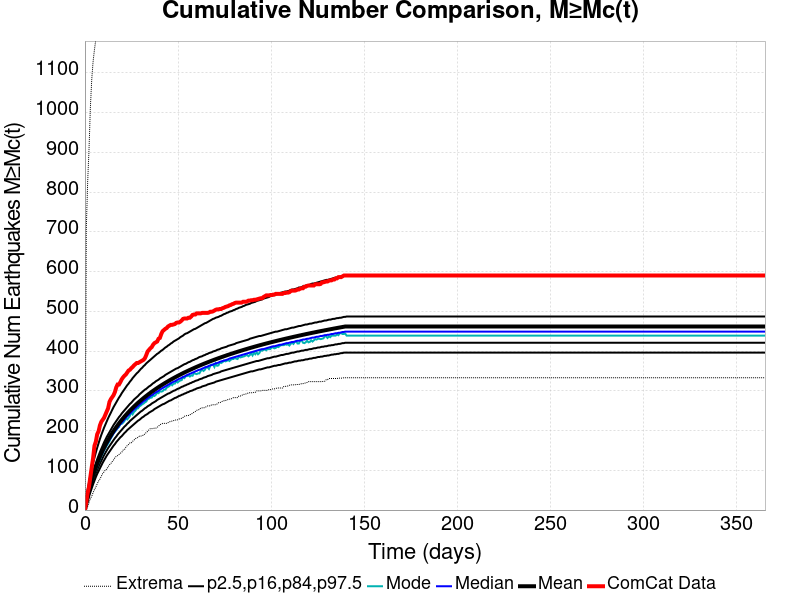 Cumulative Number Comparison, M≥Mc(t)
Cumulative Num Earthquakes M≥Mc(t)
1100
1000
900
800
700
600
500
400
300
200
100
0
0 50 100 150 200 250 300 350
Time (days)
Extrema p2.5,p16,p84,p97.5 Mode Median Mean ComCat Data